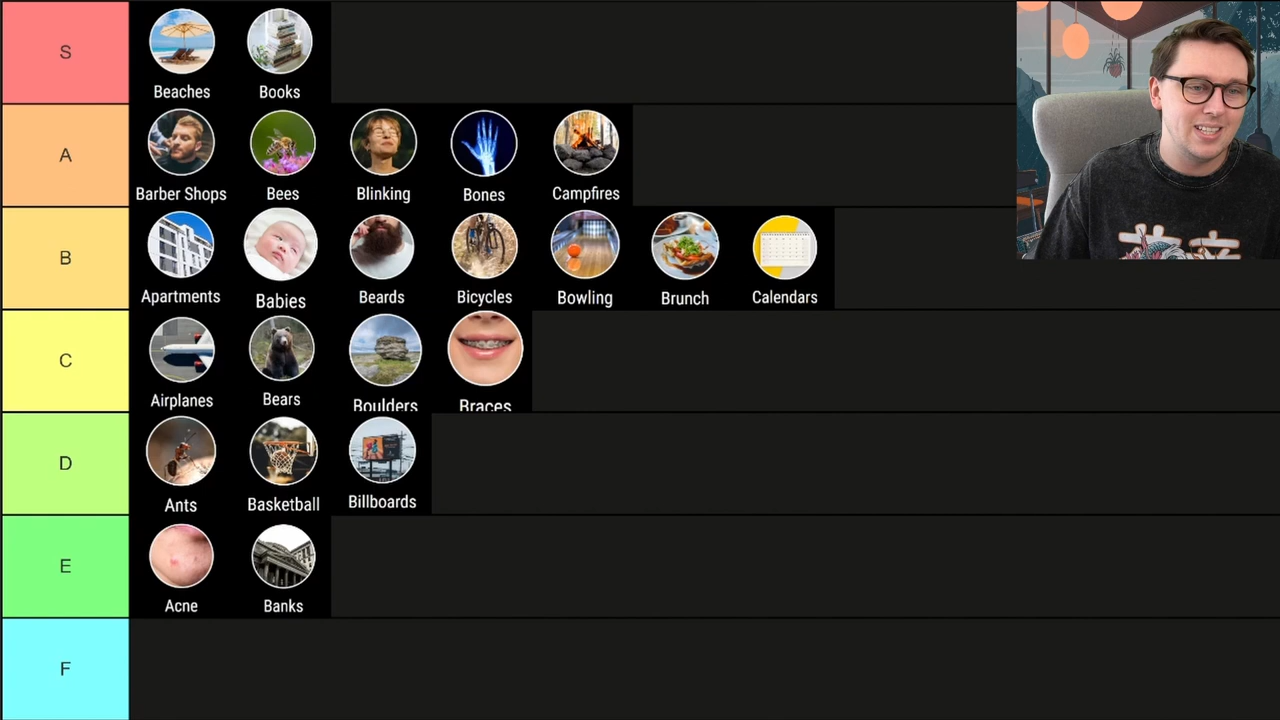 S
Beaches
Books
A
Barber Shops
Bees
Blinking
Bones
Campfires
B
Apartments
Babies
Beards
Bicycles
Bowling
Brunch
Calendars
C
Airplanes
Bears
Boulders
Braces
D
Ants
Basketball
Billboards
E
Acne
Banks
F